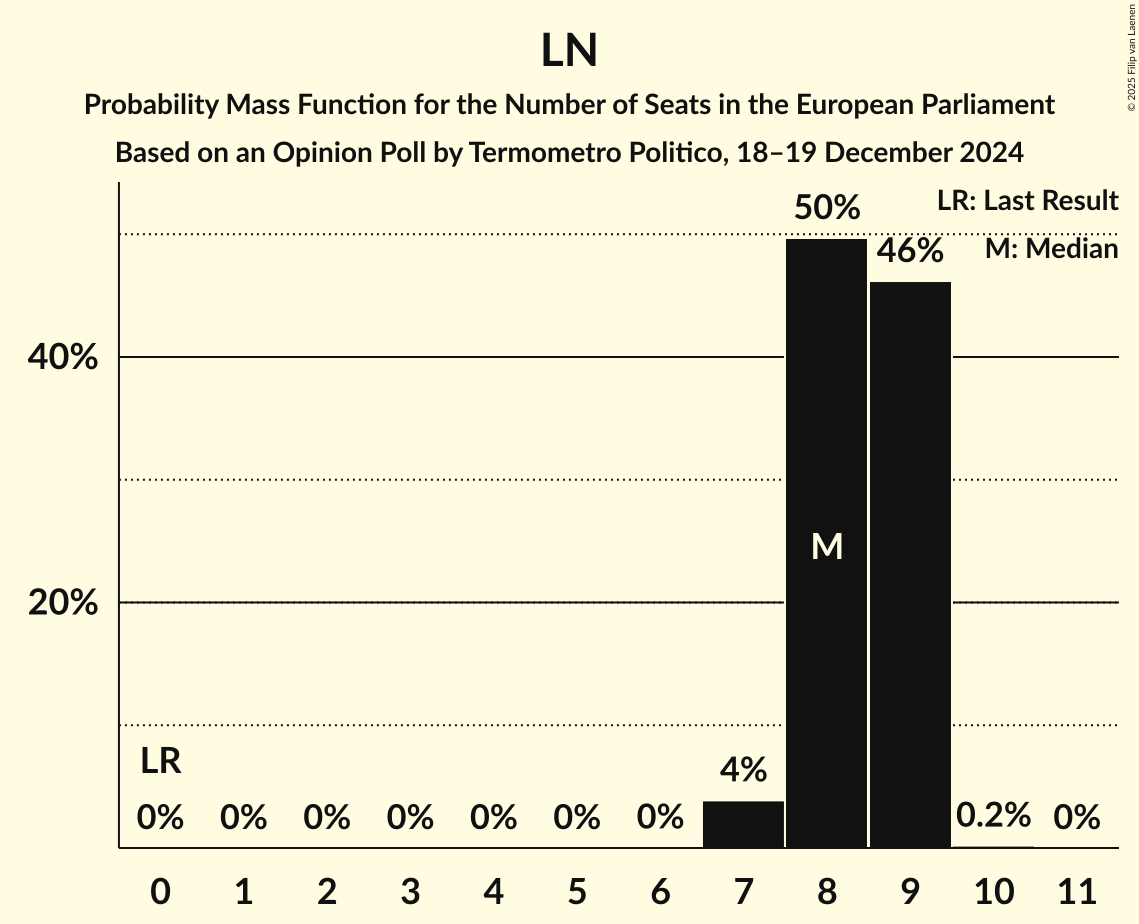 LN
Probability Mass Function for the Number of Seats in the European Parliament
Based on an Opinion Poll by Termometro Politico, 18–19 December 2024
© 2025 Filip van Laenen
LR: Last Result
M: Median
50%
46%
40%
M
20%
LR
4%
0% 0% 0% 0% 0% 0% 0% 0.2% 0%
0 1 2 3 4 5 6 7 8 9 10 11